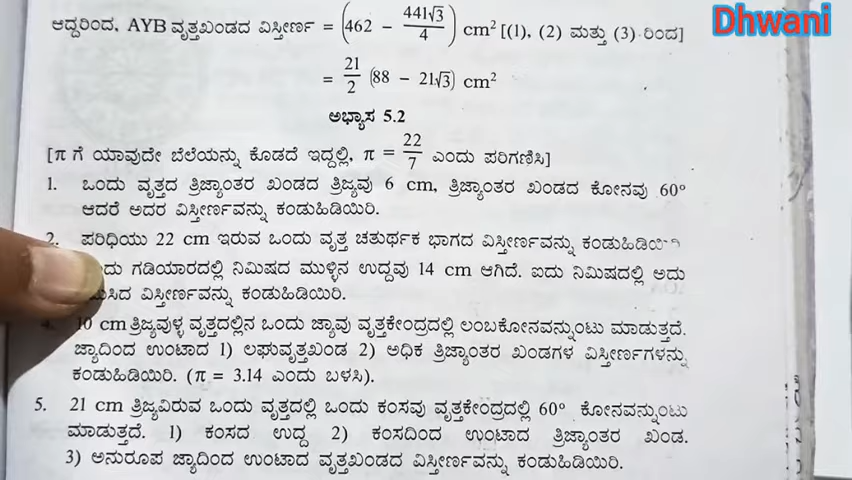 Dhwani
ಆದ್ದರಿಂದ, AYB ವೃತ್ತಖಂಡದ ವಿಸ್ತೀರ್ಣ = (462 − 441√3/4) cm² [(1), (2) ಮತ್ತು (3) ರಿಂದ]
= 21/2 (88 − 21√3) cm²
ಅಭ್ಯಾಸ 5.2
[π ಗೆ ಯಾವುದೇ ಬೆಲೆಯನ್ನು ಕೊಡದೆ ಇದ್ದಲ್ಲಿ, π = 22/7 ಎಂದು ಪರಿಗಣಿಸಿ]
1. ಒಂದು ವೃತ್ತದ ತ್ರಿಜ್ಯಾಂತರ ಖಂಡದ ತ್ರಿಜ್ಯವು 6 cm, ತ್ರಿಜ್ಯಾಂತರ ಖಂಡದ ಕೋನವು 60°
ಆದರೆ ಅದರ ವಿಸ್ತೀರ್ಣವನ್ನು ಕಂಡುಹಿಡಿಯಿರಿ.
2. ಪರಿಧಿಯು 22 cm ಇರುವ ಒಂದು ವೃತ್ತ ಚತುರ್ಥಕ ಭಾಗದ ವಿಸ್ತೀರ್ಣವನ್ನು ಕಂಡುಹಿಡಿಯಿರಿ
ಗಡಿಯಾರದಲ್ಲಿ ನಿಮಿಷದ ಮುಳ್ಳಿನ ಉದ್ದವು 14 cm ಆಗಿದೆ. ಐದು ನಿಮಿಷದಲ್ಲಿ ಅದು
ವಿಸ್ತೀರ್ಣವನ್ನು ಕಂಡುಹಿಡಿಯಿರಿ.
10 cm ತ್ರಿಜ್ಯವುಳ್ಳ ವೃತ್ತದಲ್ಲಿನ ಒಂದು ಜ್ಯಾವು ವೃತ್ತಕೇಂದ್ರದಲ್ಲಿ ಲಂಬಕೋನವನ್ನುಂಟು ಮಾಡುತ್ತದೆ.
ಜ್ಯಾದಿಂದ ಉಂಟಾದ 1) ಲಘುವೃತ್ತಖಂಡ 2) ಅಧಿಕ ತ್ರಿಜ್ಯಾಂತರ ಖಂಡಗಳ ವಿಸ್ತೀರ್ಣಗಳನ್ನು
ಕಂಡುಹಿಡಿಯಿರಿ. (π = 3.14 ಎಂದು ಬಳಸಿ).
5. 21 cm ತ್ರಿಜ್ಯವಿರುವ ಒಂದು ವೃತ್ತದಲ್ಲಿ ಒಂದು ಕಂಸವು ವೃತ್ತಕೇಂದ್ರದಲ್ಲಿ 60° ಕೋನವನ್ನುಂಟು
ಮಾಡುತ್ತದೆ. 1) ಕಂಸದ ಉದ್ದ 2) ಕಂಸದಿಂದ ಉಂಟಾದ ತ್ರಿಜ್ಯಾಂತರ ಖಂಡ.
3) ಅನುರೂಪ ಜ್ಯಾದಿಂದ ಉಂಟಾದ ವೃತ್ತಖಂಡದ ವಿಸ್ತೀರ್ಣವನ್ನು ಕಂಡುಹಿಡಿಯಿರಿ.